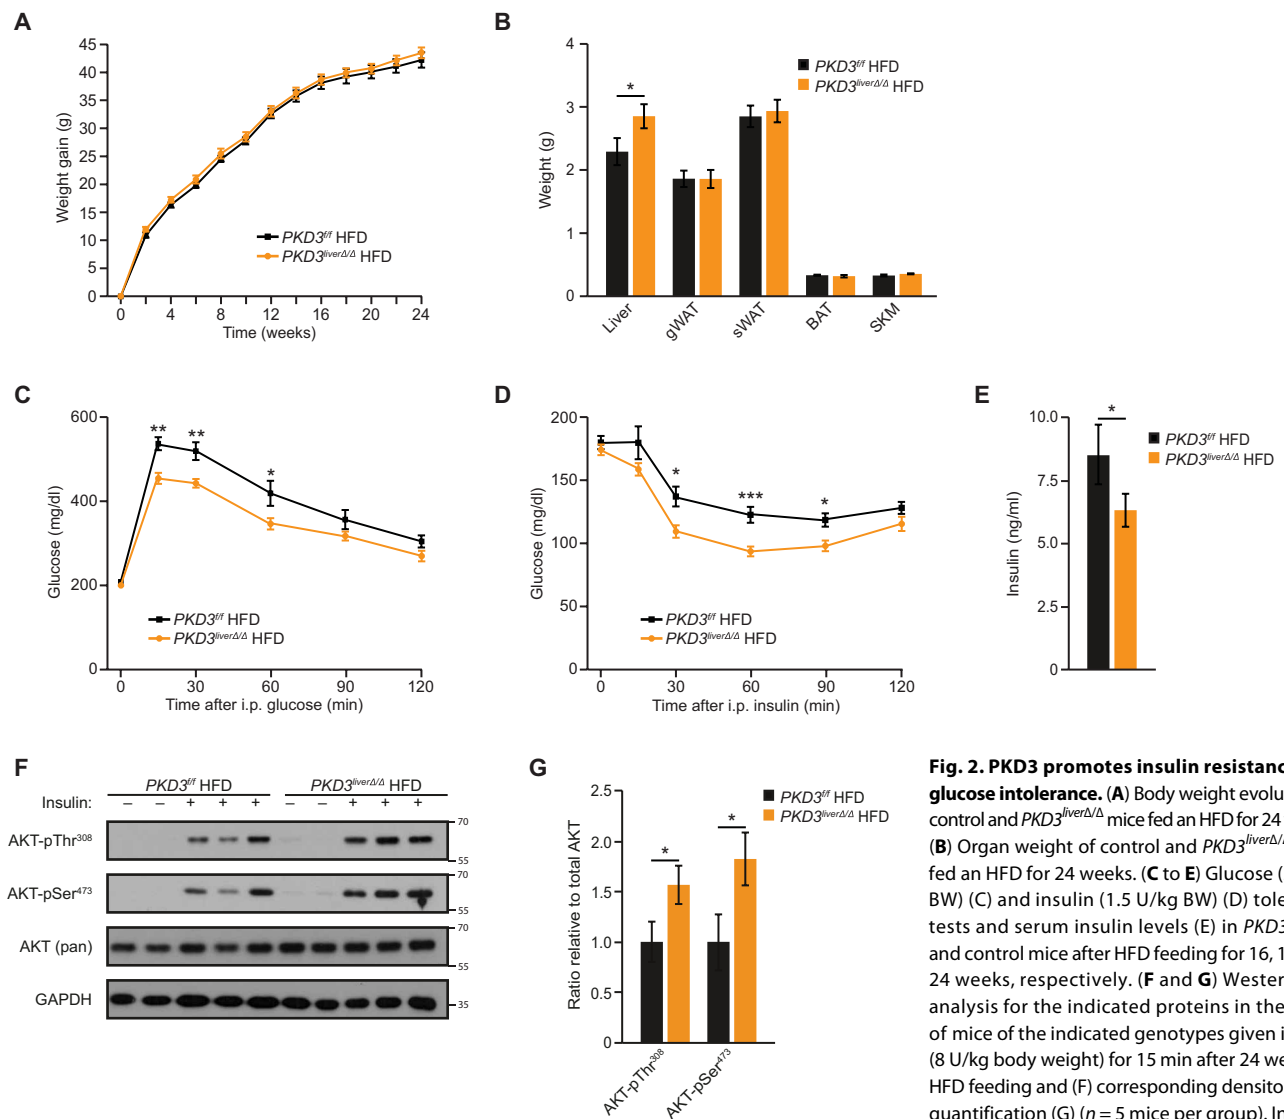 A
Weight gain (g)
45
40
35
30
25
20
15
10
5
0
PKD3f/f HFD
PKD3liverΔ/Δ HFD
0 4 8 12 16 20 24
Time (weeks)
B
Weight (g)
4
3
2
1
0
*
PKD3f/f HFD
PKD3liverΔ/Δ HFD
Liver gWAT sWAT BAT SKM
C
Glucose (mg/dl)
600
400
200
0
** ** *
PKD3f/f HFD
PKD3liverΔ/Δ HFD
0 30 60 90 120
Time after i.p. glucose (min)
D
Glucose (mg/dl)
200
150
100
50
0
* *** *
PKD3f/f HFD
PKD3liverΔ/Δ HFD
0 30 60 90 120
Time after i.p. insulin (min)
E
Insulin (ng/ml)
10.0
7.5
5.0
2.5
0
*
PKD3f/f HFD
PKD3liverΔ/Δ HFD
F
PKD3f/f HFD PKD3liverΔ/Δ HFD
Insulin: – – + + + – – + + +
AKT-pThr308
70
55
AKT-pSer473
70
55
AKT (pan)
70
55
GAPDH
35
G
Ratio relative to total AKT
2.5
2.0
1.5
1.0
0.5
0
* *
PKD3f/f HFD
PKD3liverΔ/Δ HFD
AKT-pThr308 AKT-pSer473
Fig. 2. PKD3 promotes insulin resistanc
glucose intolerance. (A) Body weight evolu
control and PKD3liverΔ/Δ mice fed an HFD for 24
(B) Organ weight of control and PKD3liverΔ/
fed an HFD for 24 weeks. (C to E) Glucose (
BW) (C) and insulin (1.5 U/kg BW) (D) tole
tests and serum insulin levels (E) in PKD3
and control mice after HFD feeding for 16, 1
24 weeks, respectively. (F and G) Wester
analysis for the indicated proteins in the
of mice of the indicated genotypes given i
(8 U/kg body weight) for 15 min after 24 we
HFD feeding and (F) corresponding densito
quantification (G) (n = 5 mice per group). In